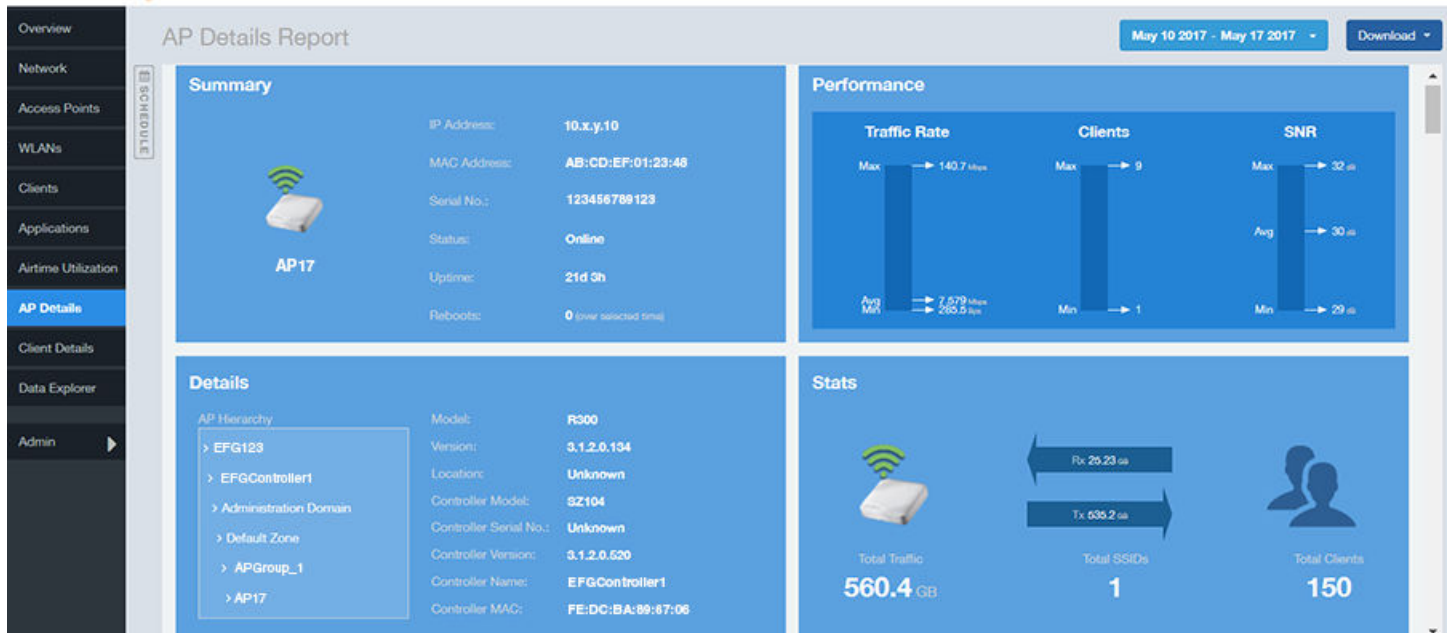 Overview
Network
Access Points
WLANs
Clients
Applications
Airtime Utilization
AP Details
Client Details
Data Explorer
Admin
AP Details Report
May 10 2017 - May 17 2017
Download
SCHEDULE
Summary
AP17
IP Address: 10.x.y.10
MAC Address: AB:CD:EF:01:23:48
Serial No.: 123456789123
Status: Online
Uptime: 21d 3h
Reboots: 0 (over selected time)
Performance
Traffic Rate
Max 140.7 Mbps
Avg 7,579 Mbps
Min 285.5 Bps
Clients
Max 9
Min 1
SNR
Max 32 dB
Avg 30 dB
Min 29 dB
Details
AP Hierarchy
> EFG123
> EFGController1
> Administration Domain
> Default Zone
> APGroup_1
> AP17
Model: R300
Version: 3.1.2.0.134
Location: Unknown
Controller Model: SZ104
Controller Serial No.: Unknown
Controller Version: 3.1.2.0.520
Controller Name: EFGController1
Controller MAC: FE:DC:BA:89:67:06
Stats
Rx 25.23 GB
Tx 535.2 GB
Total Traffic
560.4 GB
Total SSIDs
1
Total Clients
150